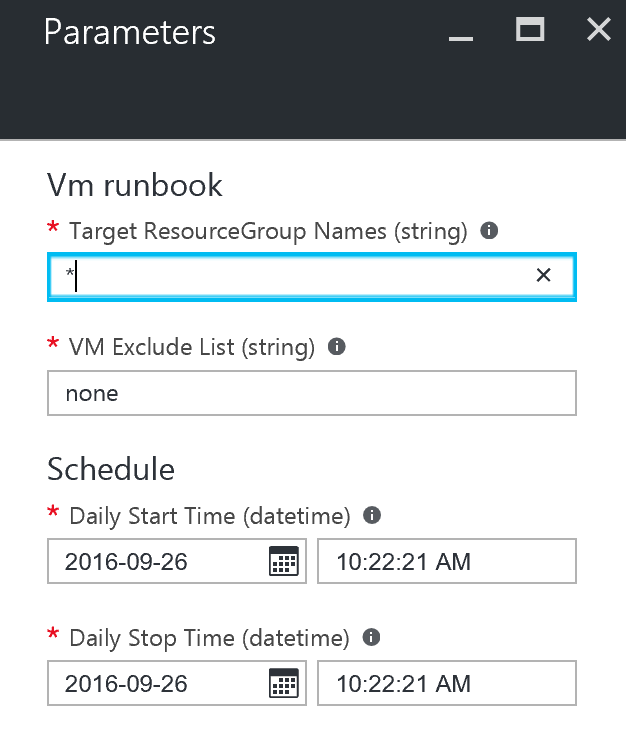 Parameters
Vm runbook
* Target ResourceGroup Names (string)
*
* VM Exclude List (string)
none
Schedule
* Daily Start Time (datetime)
2016-09-26 10:22:21 AM
* Daily Stop Time (datetime)
2016-09-26 10:22:21 AM